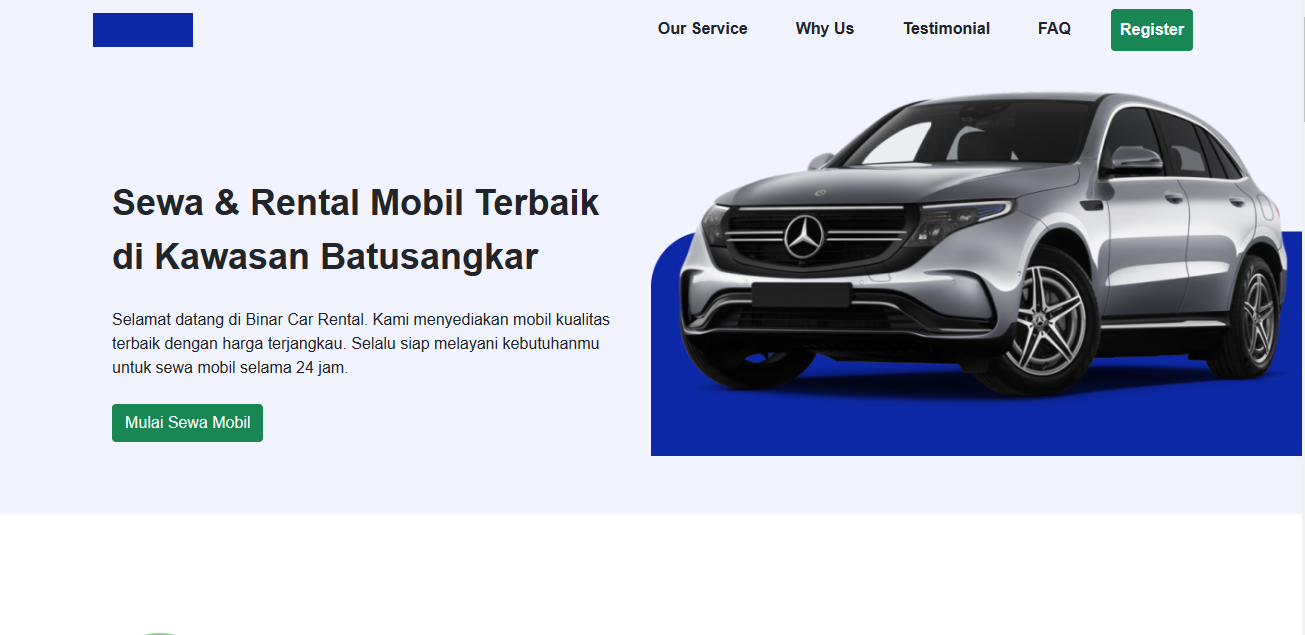 Our Service
Why Us
Testimonial
FAQ
Register
Sewa & Rental Mobil Terbaik
di Kawasan Batusangkar
Selamat datang di Binar Car Rental. Kami menyediakan mobil kualitas
terbaik dengan harga terjangkau. Selalu siap melayani kebutuhanmu
untuk sewa mobil selama 24 jam.
Mulai Sewa Mobil